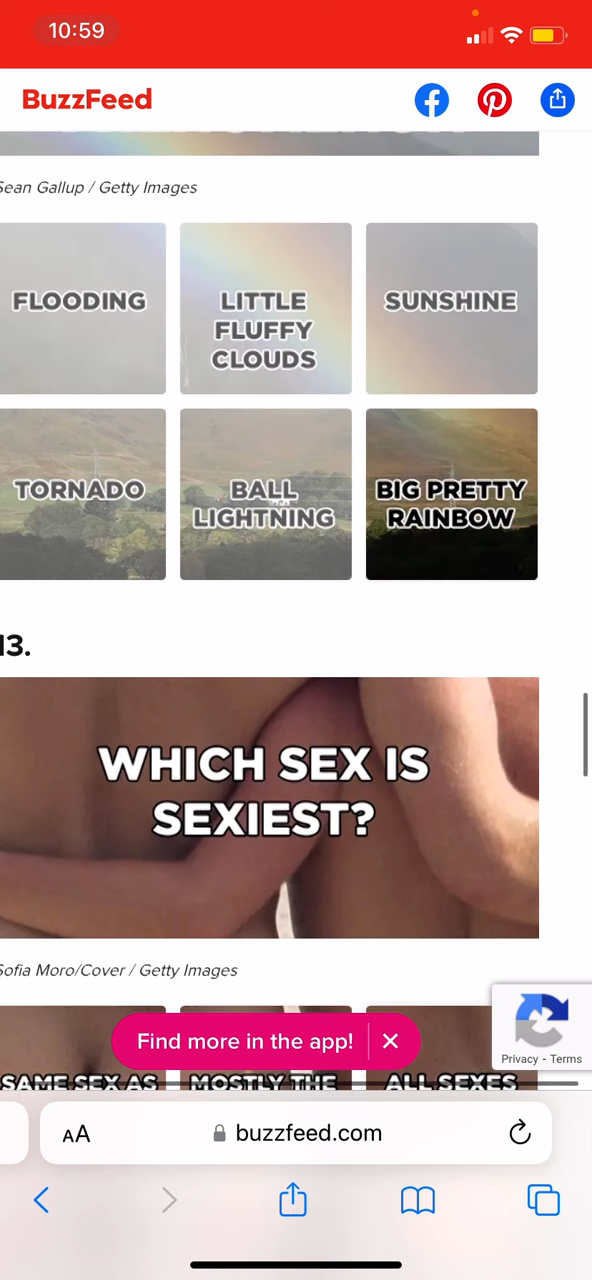 10:59
BuzzFeed
Sean Gallup / Getty Images
FLOODING
LITTLE
FLUFFY
CLOUDS
SUNSHINE
TORNADO
BALL
LIGHTNING
BIG PRETTY
RAINBOW
13.
WHICH SEX IS
SEXIEST?
Sofia Moro/Cover / Getty Images
Find more in the app!
Privacy - Terms
SAME SEX AS
MOSTLY THE
ALL SEXES
AA
buzzfeed.com